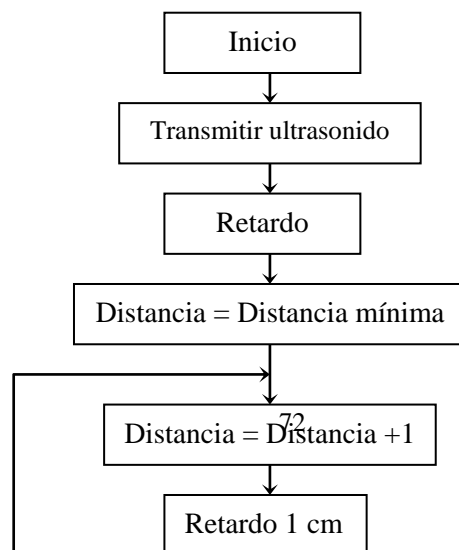 Inicio
Transmitir ultrasonido
Retardo
Distancia = Distancia mínima
72
Distancia = Distancia +1
Retardo 1 cm